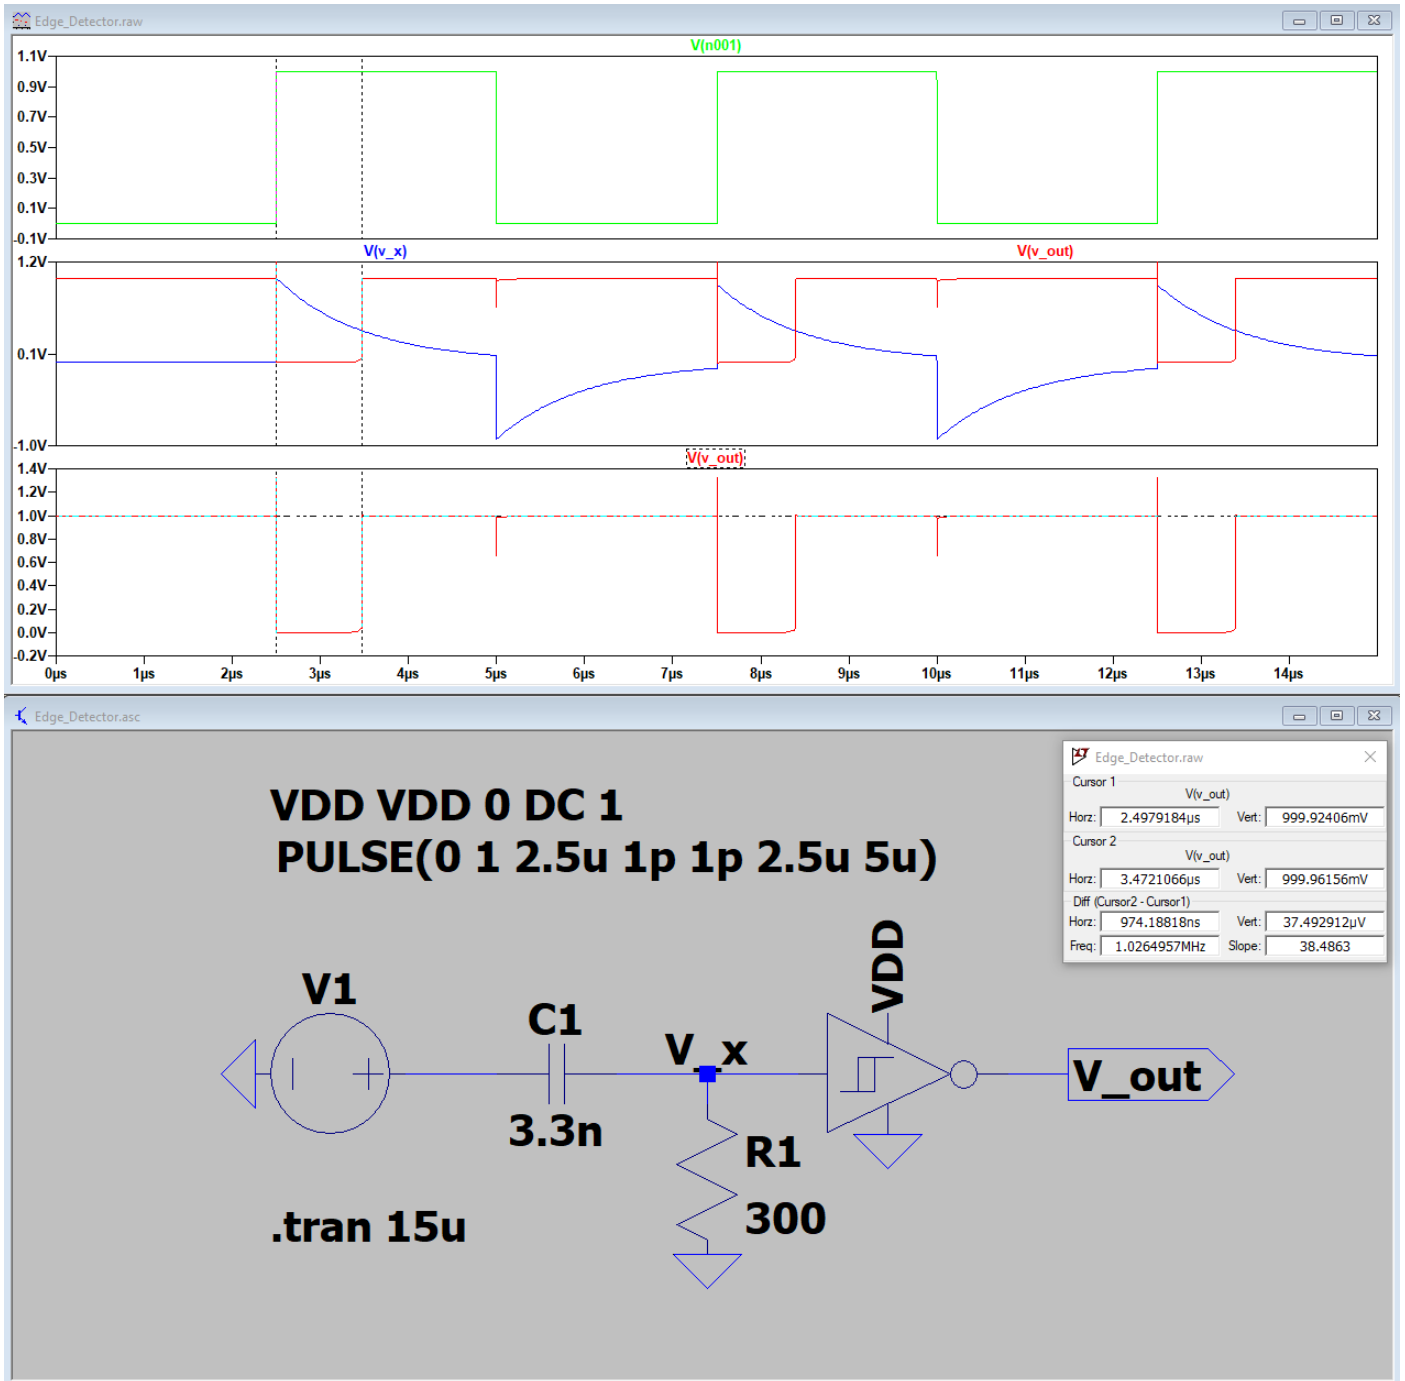 Edge_Detector.raw
V(n001)
1.1V
0.9V
0.7V
0.5V
0.3V
0.1V
-0.1V
V(v_x) V(v_out)
1.2V
0.1V
-1.0V
V(v_out)
1.4V
1.2V
1.0V
0.8V
0.6V
0.4V
0.2V
0.0V
-0.2V
0µs 1µs 2µs 3µs 4µs 5µs 6µs 7µs 8µs 9µs 10µs 11µs 12µs 13µs 14µs
Edge_Detector.asc
VDD VDD 0 DC 1
PULSE(0 1 2.5u 1p 1p 2.5u 5u)
V1
C1
3.3n
V_x
R1
300
VDD
V_out
.tran 15u
Edge_Detector.raw
Cursor 1
V(v_out)
Horz: 2.4979184µs Vert: 999.92406mV
Cursor 2
V(v_out)
Horz: 3.4721066µs Vert: 999.96156mV
Diff (Cursor2 - Cursor1)
Horz: 974.18818ns Vert: 37.492912µV
Freq: 1.0264957MHz Slope: 38.4863